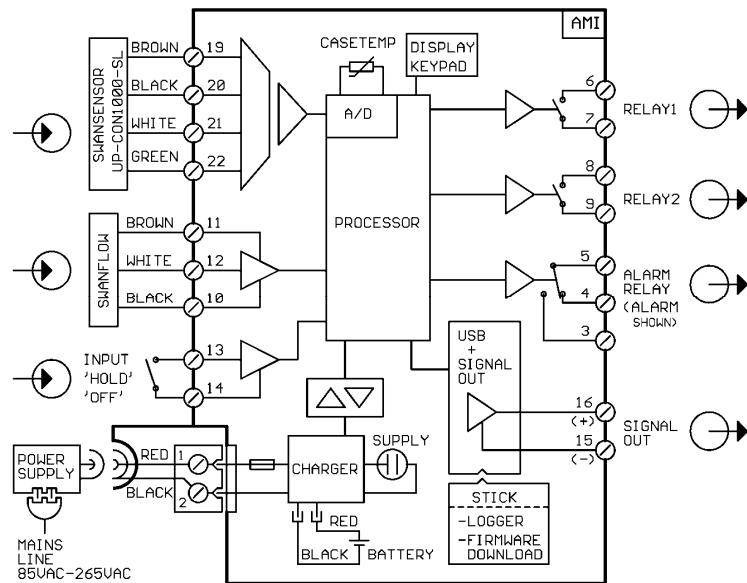 AMI
BROWN 19
BLACK 20
WHITE 21
GREEN 22
SWANSENSOR
UP-CON1000-SL
CASETEMP
A/D
DISPLAY
KEYPAD
PROCESSOR
6
7
RELAY1
8
9
RELAY2
BROWN 11
WHITE 12
BLACK 10
SWANFLOW
5
4
3
ALARM
RELAY
(ALARM
SHOWN)
INPUT
'HOLD'
'OFF'
13
14
USB
+
SIGNAL
OUT
16
(+)
15
(-)
SIGNAL
OUT
POWER
SUPPLY
RED
BLACK
1
2
CHARGER
SUPPLY
RED
BLACK
BATTERY
STICK
-LOGGER
-FIRMWARE
DOWNLOAD
MAINS
LINE
85VAC-265VAC